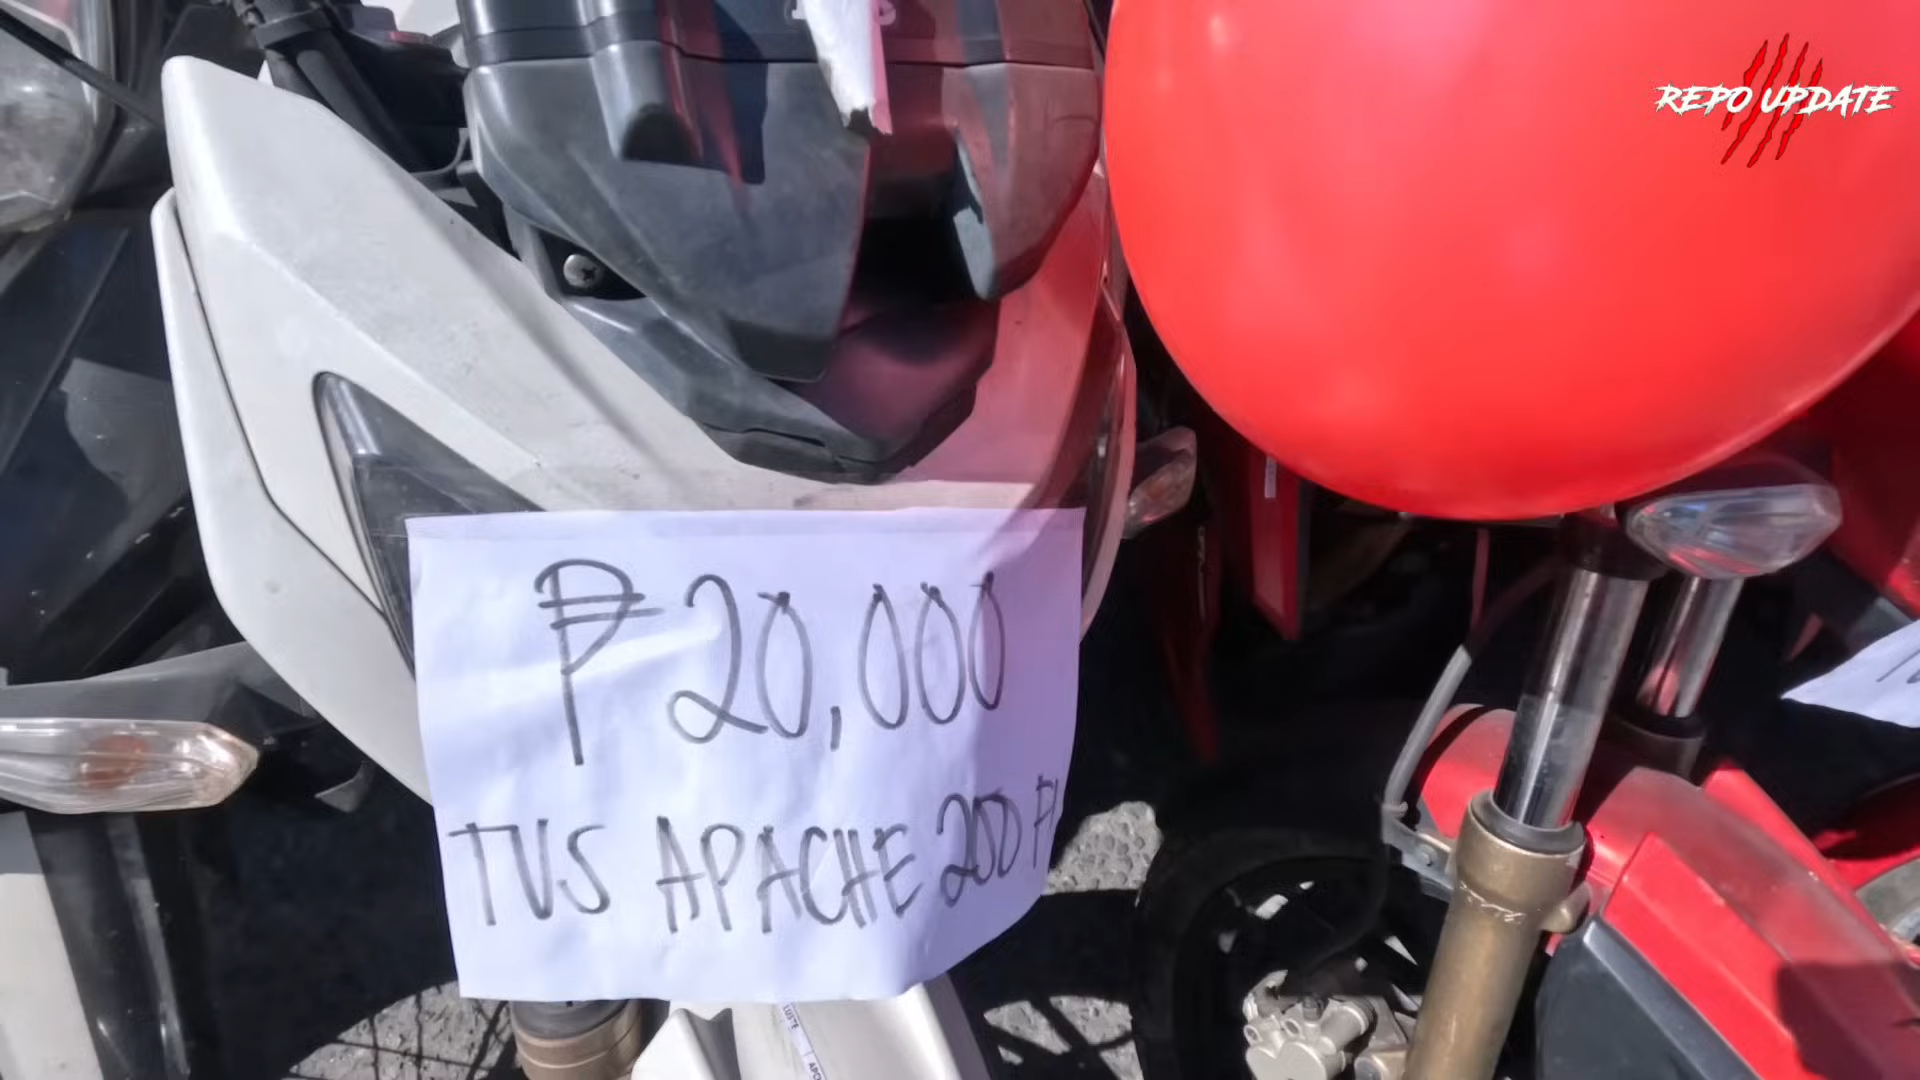 REPO UPDATE
₱20,000
TVS APACHE 200 FI